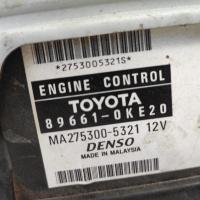 *2753005321S*
ENGINE CONTROL
TOYOTA
89661-0KE20
MA275300-5321 12V
DENSO
MADE IN MALAYSIA